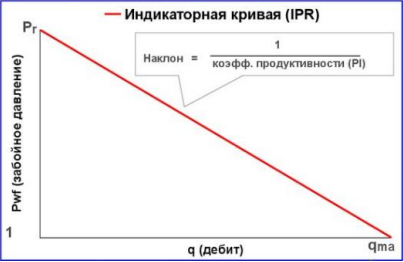 Индикаторная кривая (IPR)
Pr
Наклон = 1
коэфф. продуктивности (PI)
Pwf (забойное давление)
1
q (дебит)
qma